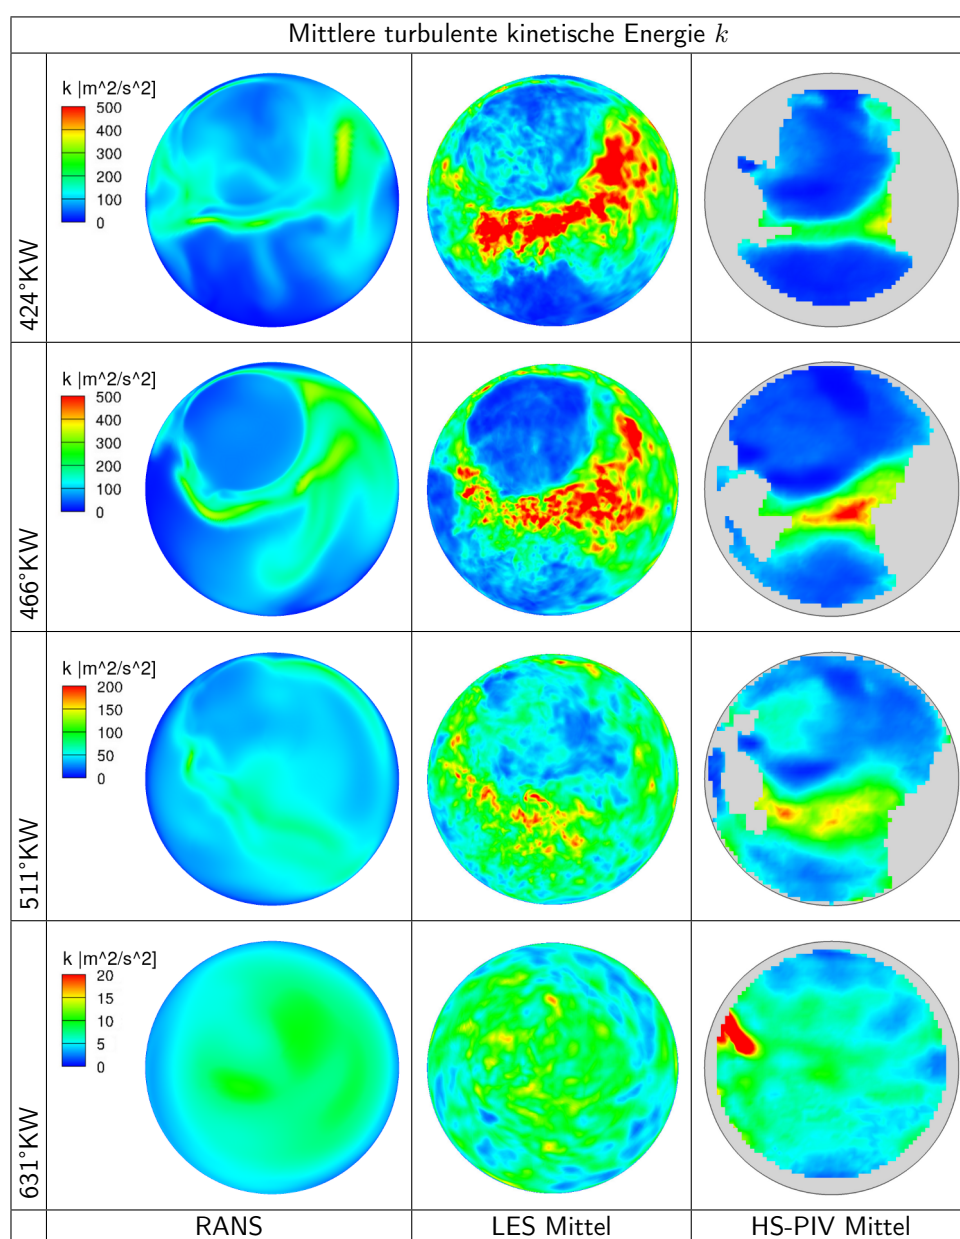 Mittlere turbulente kinetische Energie k
424°KW
k |m^2/s^2]
500
400
300
200
100
0
466°KW
k |m^2/s^2]
500
400
300
200
100
0
511°KW
k |m^2/s^2]
200
150
100
50
0
631°KW
k |m^2/s^2]
20
15
10
5
0
RANS
LES Mittel
HS-PIV Mittel